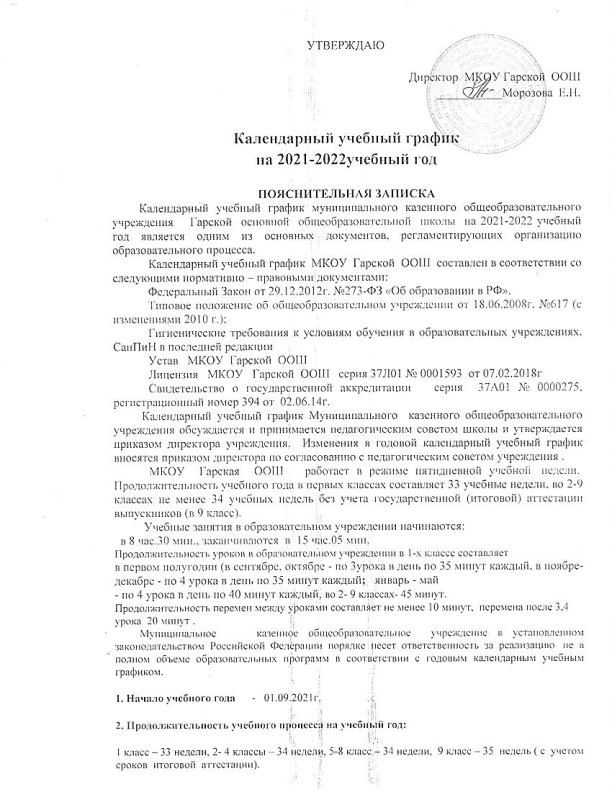 УТВЕРЖДАЮ
Директор МКОУ Гарской ООШ
Морозова Е.Н.
Календарный учебный график
на 2021-2022учебный год
ПОЯСНИТЕЛЬНАЯ ЗАПИСКА
Календарный учебный график муниципального казенного общеобразовательного
учреждения Гарской основной общеобразовательной школы на 2021-2022 учебный
год является одним из основных документов, регламентирующих организацию
образовательного процесса.
Календарный учебный график МКОУ Гарской ООШ составлен в соответствии со
следующими нормативно – правовыми документами:
Федеральный Закон от 29.12.2012г. №273-ФЗ «Об образовании в РФ».
Типовое положение об общеобразовательном учреждении от 18.06.2008г. №617 (с
изменениями 2010 г.);
Гигиенические требования к условиям обучения в образовательных учреждениях.
СанПиН в последней редакции
Устав МКОУ Гарской ООШ
Лицензия МКОУ Гарской ООШ серия 37Л01 № 0001593 от 07.02.2018г
Свидетельство о государственной аккредитации серия 37А01 № 0000275,
регистрационный номер 394 от 02.06.14г.
Календарный учебный график Муниципального казенного общеобразовательного
учреждения обсуждается и принимается педагогическим советом школы и утверждается
приказом директора учреждения. Изменения в годовой календарный учебный график
вносятся приказом директора по согласованию с педагогическим советом учреждения .
МКОУ Гарская ООШ работает в режиме пятидневной учебной недели.
Продолжительность учебного года в первых классах составляет 33 учебные недели, во 2-9
классах не менее 34 учебных недель без учета государственной (итоговой) аттестации
выпускников (в 9 классе).
Учебные занятия в образовательном учреждении начинаются:
в 8 час.30 мин., заканчиваются в 15 час.05 мин.
Продолжительность уроков в образовательном учреждении в 1-х классе составляет
в первом полугодии (в сентябре, октябре - по 3урока в день по 35 минут каждый, в ноябре-
декабре - по 4 урока в день по 35 минут каждый; январь - май
- по 4 урока в день по 40 минут каждый, во 2- 9 классах- 45 минут.
Продолжительность перемен между уроками составляет не менее 10 минут, перемена после 3,4
урока 20 минут .
Муниципальное казенное общеобразовательное учреждение в установленном
законодательством Российской Федерации порядке несет ответственность за реализацию не в
полном объеме образовательных программ в соответствии с годовым календарным учебным
графиком.
1. Начало учебного года - 01.09.2021г.
2. Продолжительность учебного процесса на учебный год:
1 класс – 33 недели, 2- 4 классы – 34 недели, 5-8 класс – 34 недели, 9 класс – 35 недель ( с учетом
сроков итоговой аттестации).